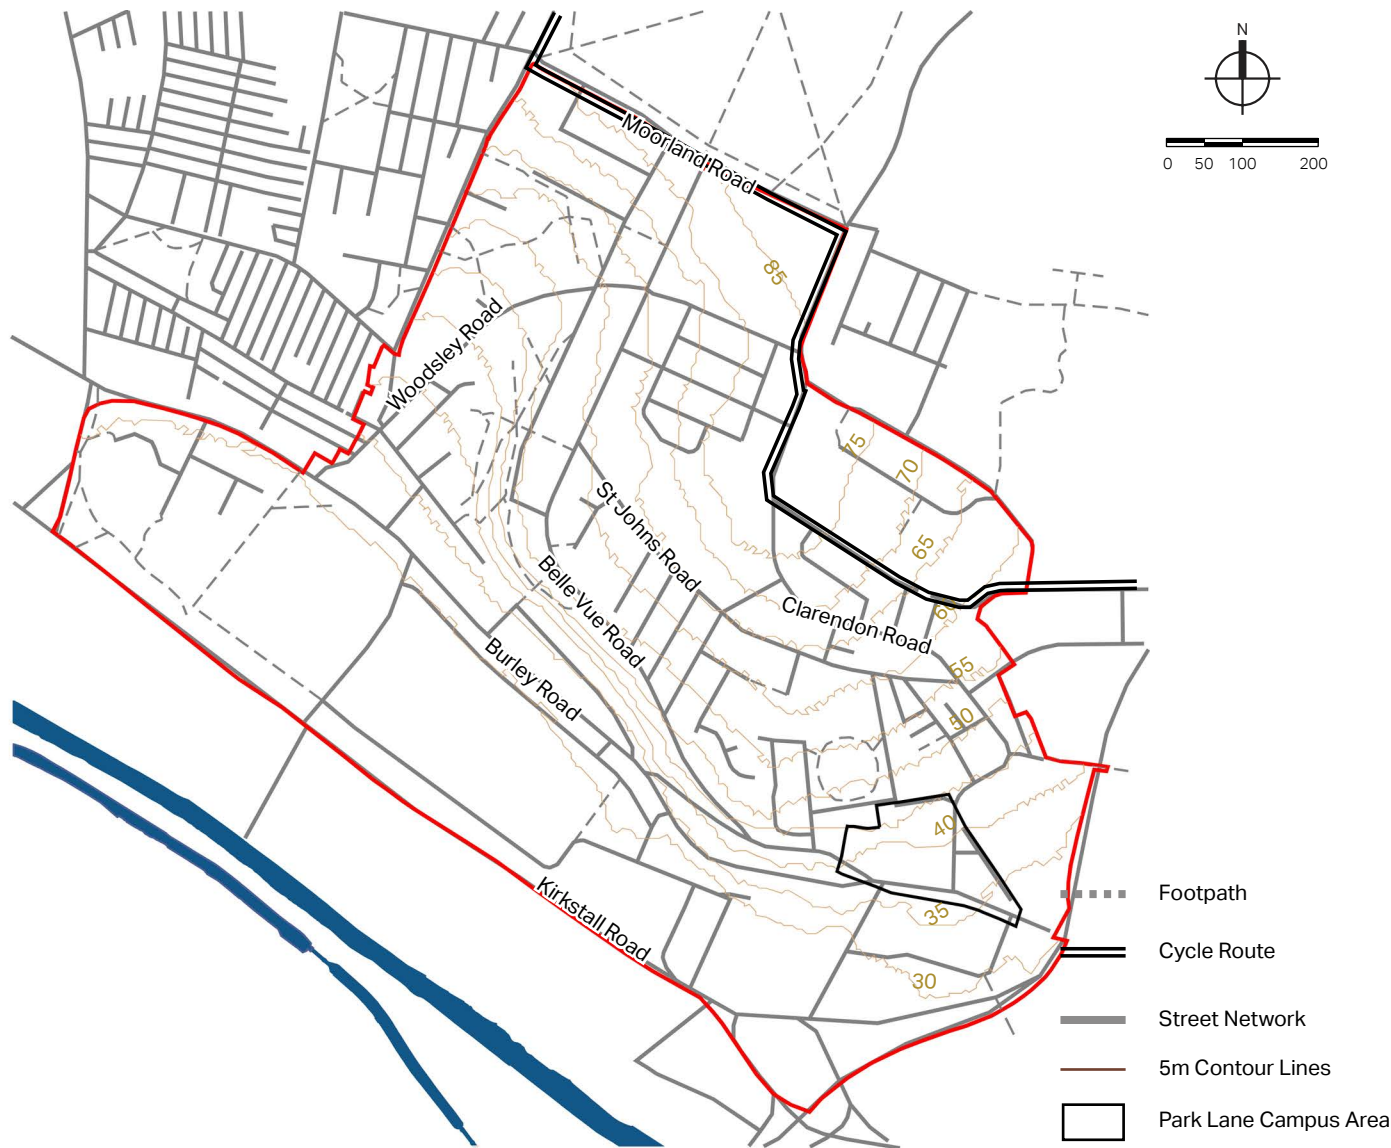 N
0 50 100 200
Moorland Road
85
Woodsley Road
75
70
St Johns Road
65
Belle Vue Road
60
Clarendon Road
Burley Road
55
50
40
Kirkstall Road
35
30
Footpath
Cycle Route
Street Network
5m Contour Lines
Park Lane Campus Area